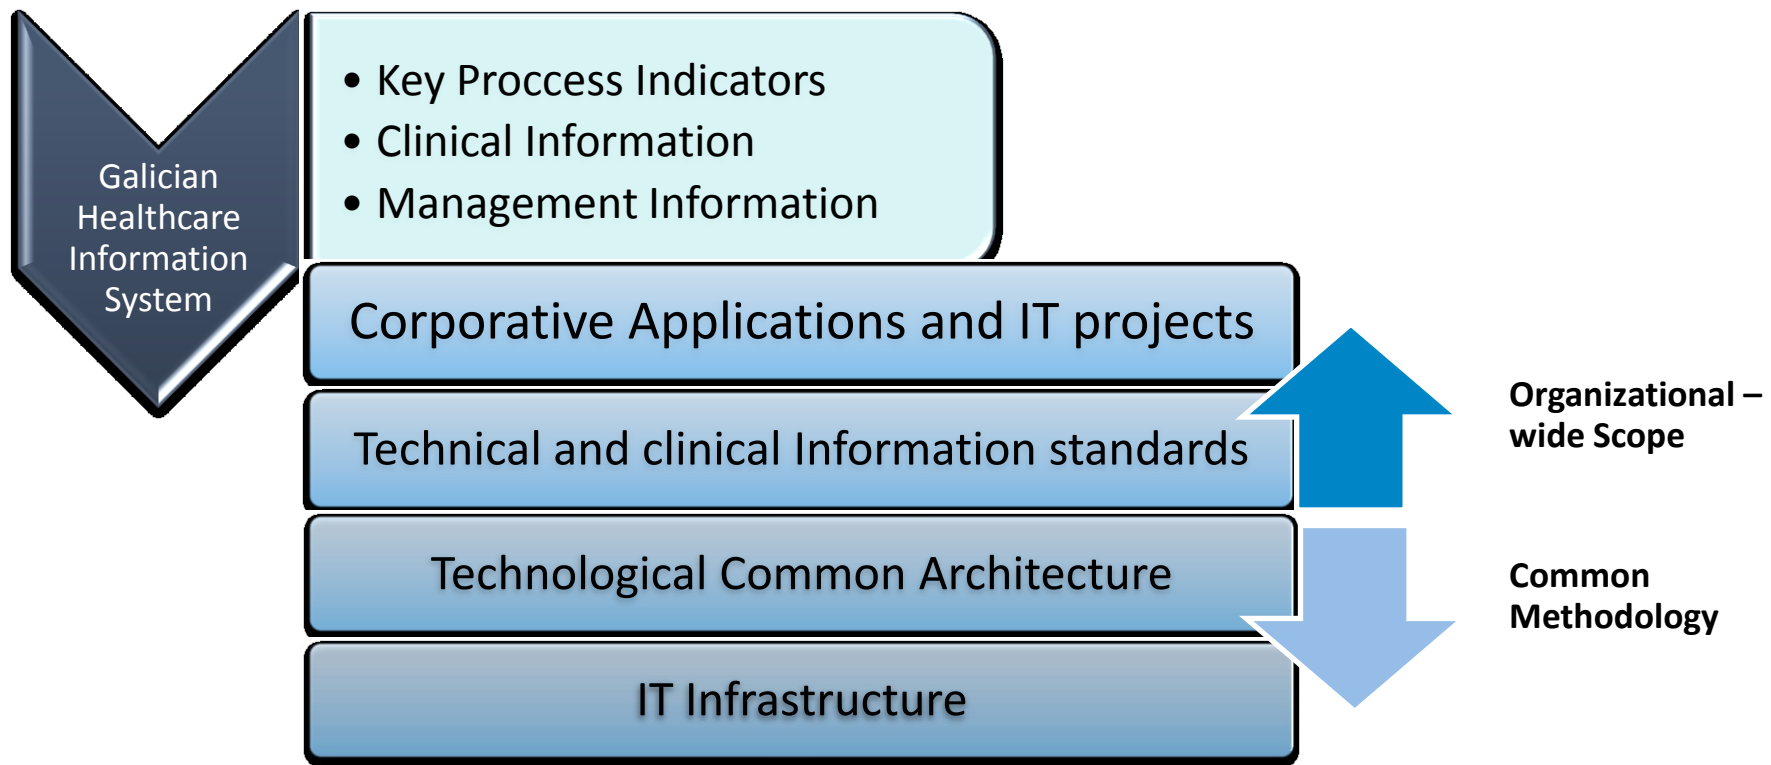 Galician
Healthcare
Information
System
• Key Proccess Indicators
• Clinical Information
• Management Information
Corporative Applications and IT projects
Technical and clinical Information standards
Technological Common Architecture
IT Infrastructure
Organizational –
wide Scope
Common
Methodology